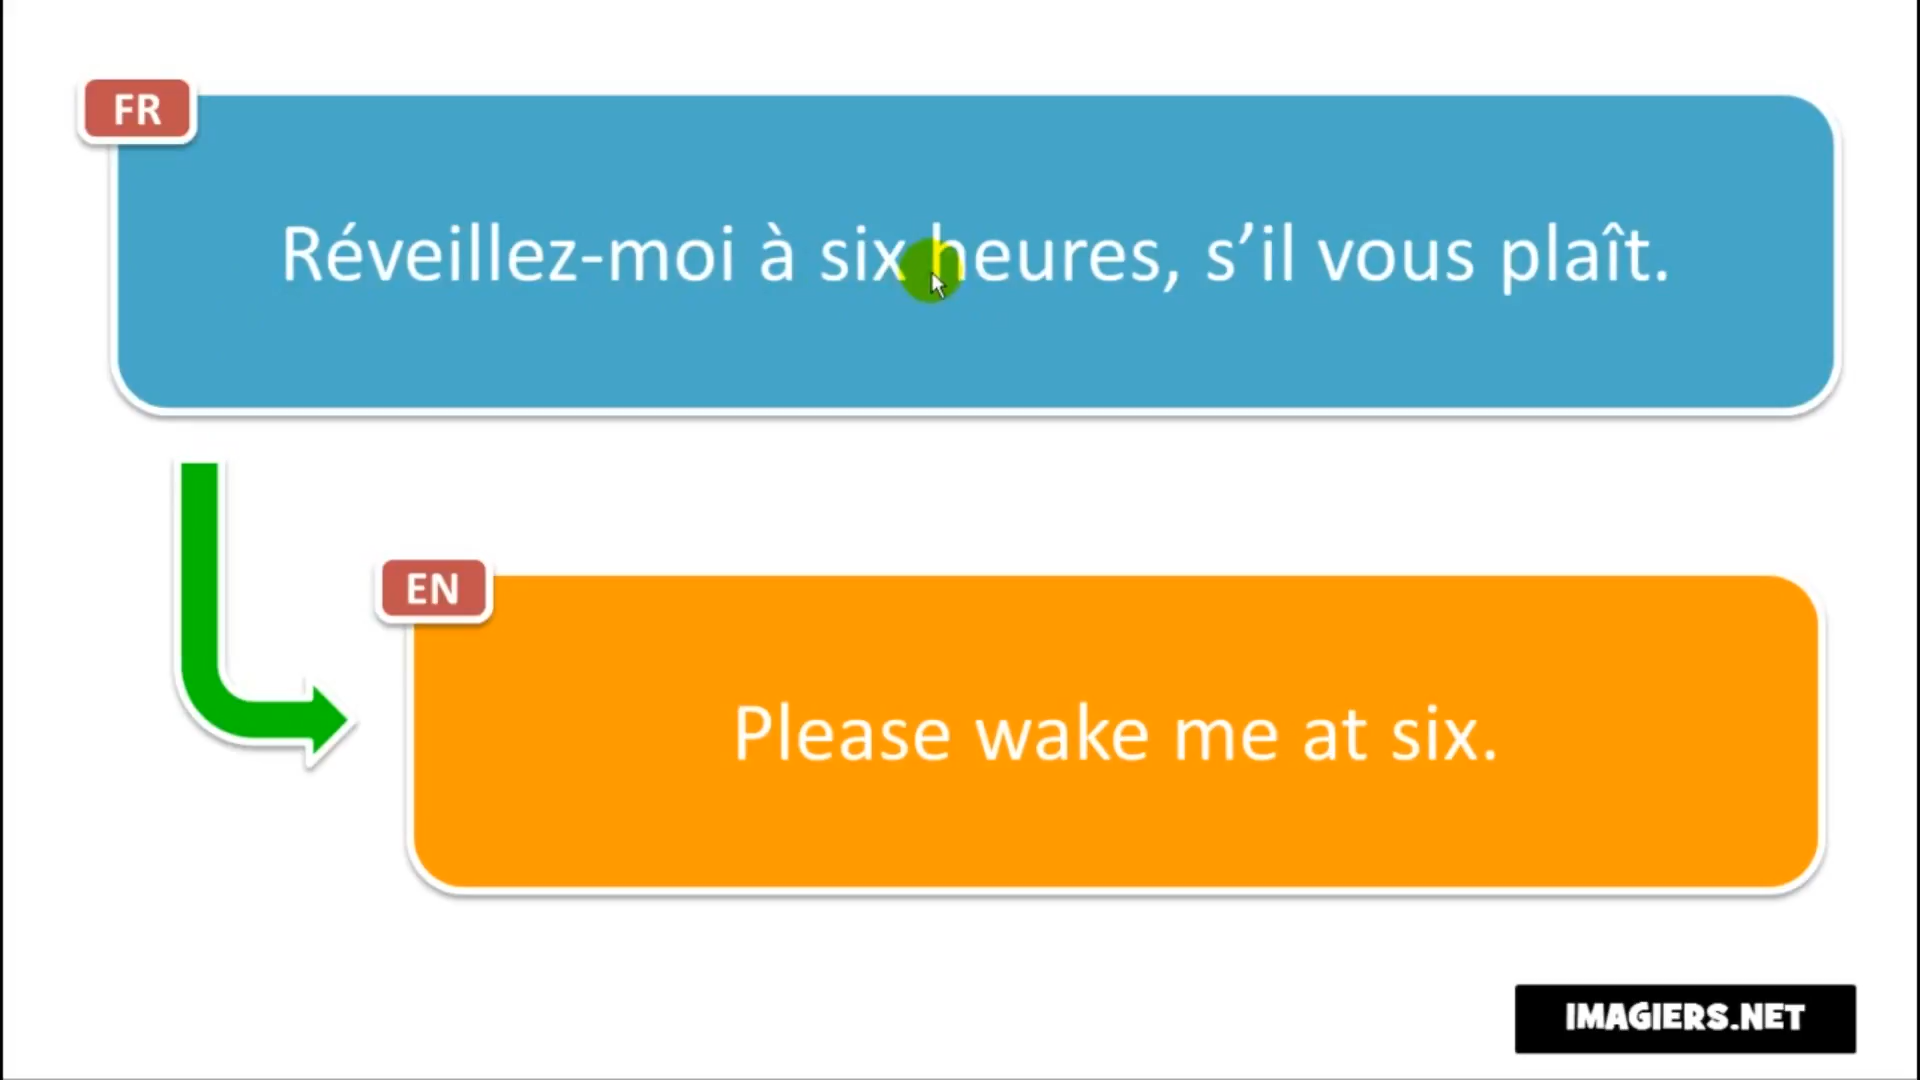 FR
Réveillez-moi à six heures, s’il vous plaît.
EN
Please wake me at six.
IMAGIERS.NET